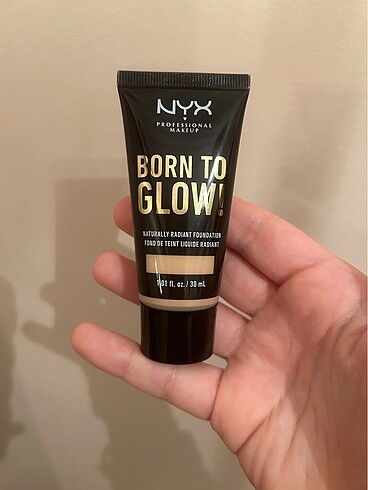 NYX
PROFESSIONAL
MAKEUP
BORN TO
GLOW!
NATURALLY RADIANT FOUNDATION
FOND DE TEINT LIQUIDE RADIANT
1.01 fl. oz. / 30 mL